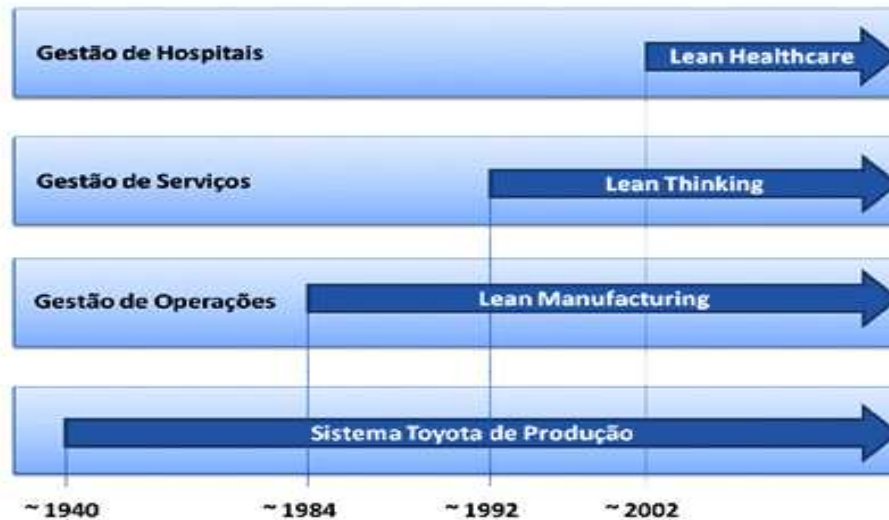 Gestão de Hospitais
Lean Healthcare
Gestão de Serviços
Lean Thinking
Gestão de Operações
Lean Manufacturing
Sistema Toyota de Produção
~1940
~1984
~1992
~2002